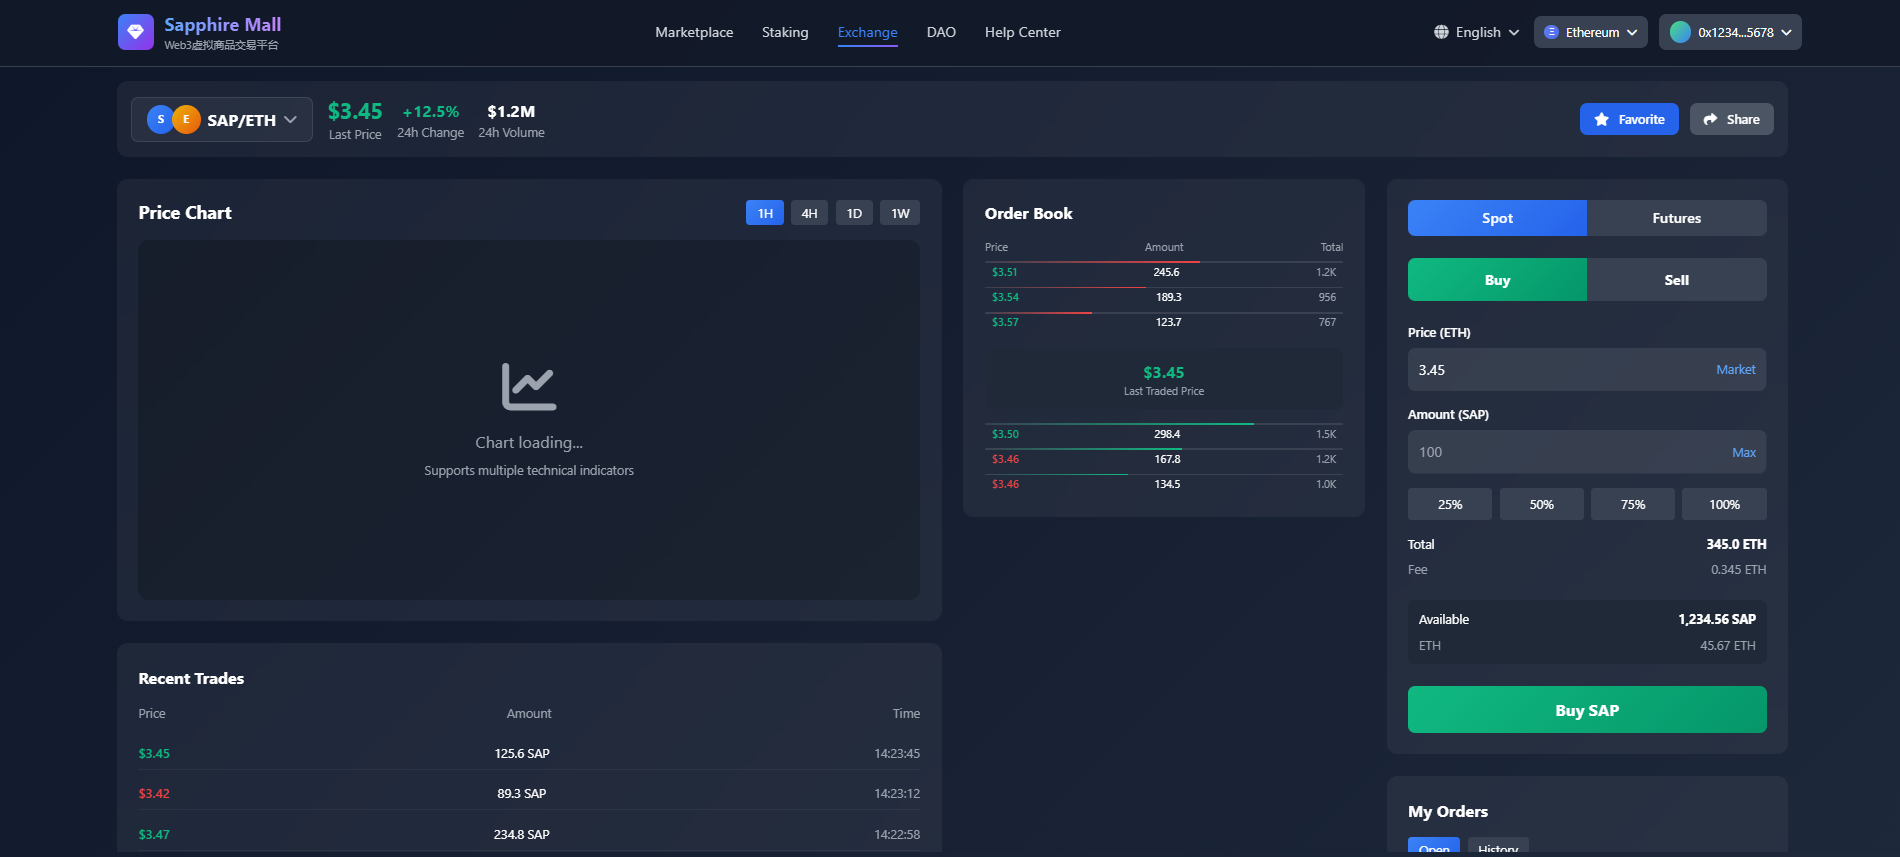 Sapphire Mall
Web3虚拟商品交易平台
Marketplace
Staking
Exchange
DAO
Help Center
English
Ξ Ethereum
0x1234...5678
S E SAP/ETH
$3.45
Last Price
+12.5%
24h Change
$1.2M
24h Volume
Favorite
Share
Price Chart
1H 4H 1D 1W
Chart loading...
Supports multiple technical indicators
Recent Trades
Price Amount Time
$3.45 125.6 SAP 14:23:45
$3.42 89.3 SAP 14:23:12
$3.47 234.8 SAP 14:22:58
Order Book
Price Amount Total
$3.51 245.6 1.2K
$3.54 189.3 956
$3.57 123.7 767
$3.45
Last Traded Price
$3.50 298.4 1.5K
$3.46 167.8 1.2K
$3.46 134.5 1.0K
Spot Futures
Buy Sell
Price (ETH)
3.45 Market
Amount (SAP)
100 Max
25% 50% 75% 100%
Total 345.0 ETH
Fee 0.345 ETH
Available 1,234.56 SAP
ETH 45.67 ETH
Buy SAP
My Orders
Open History